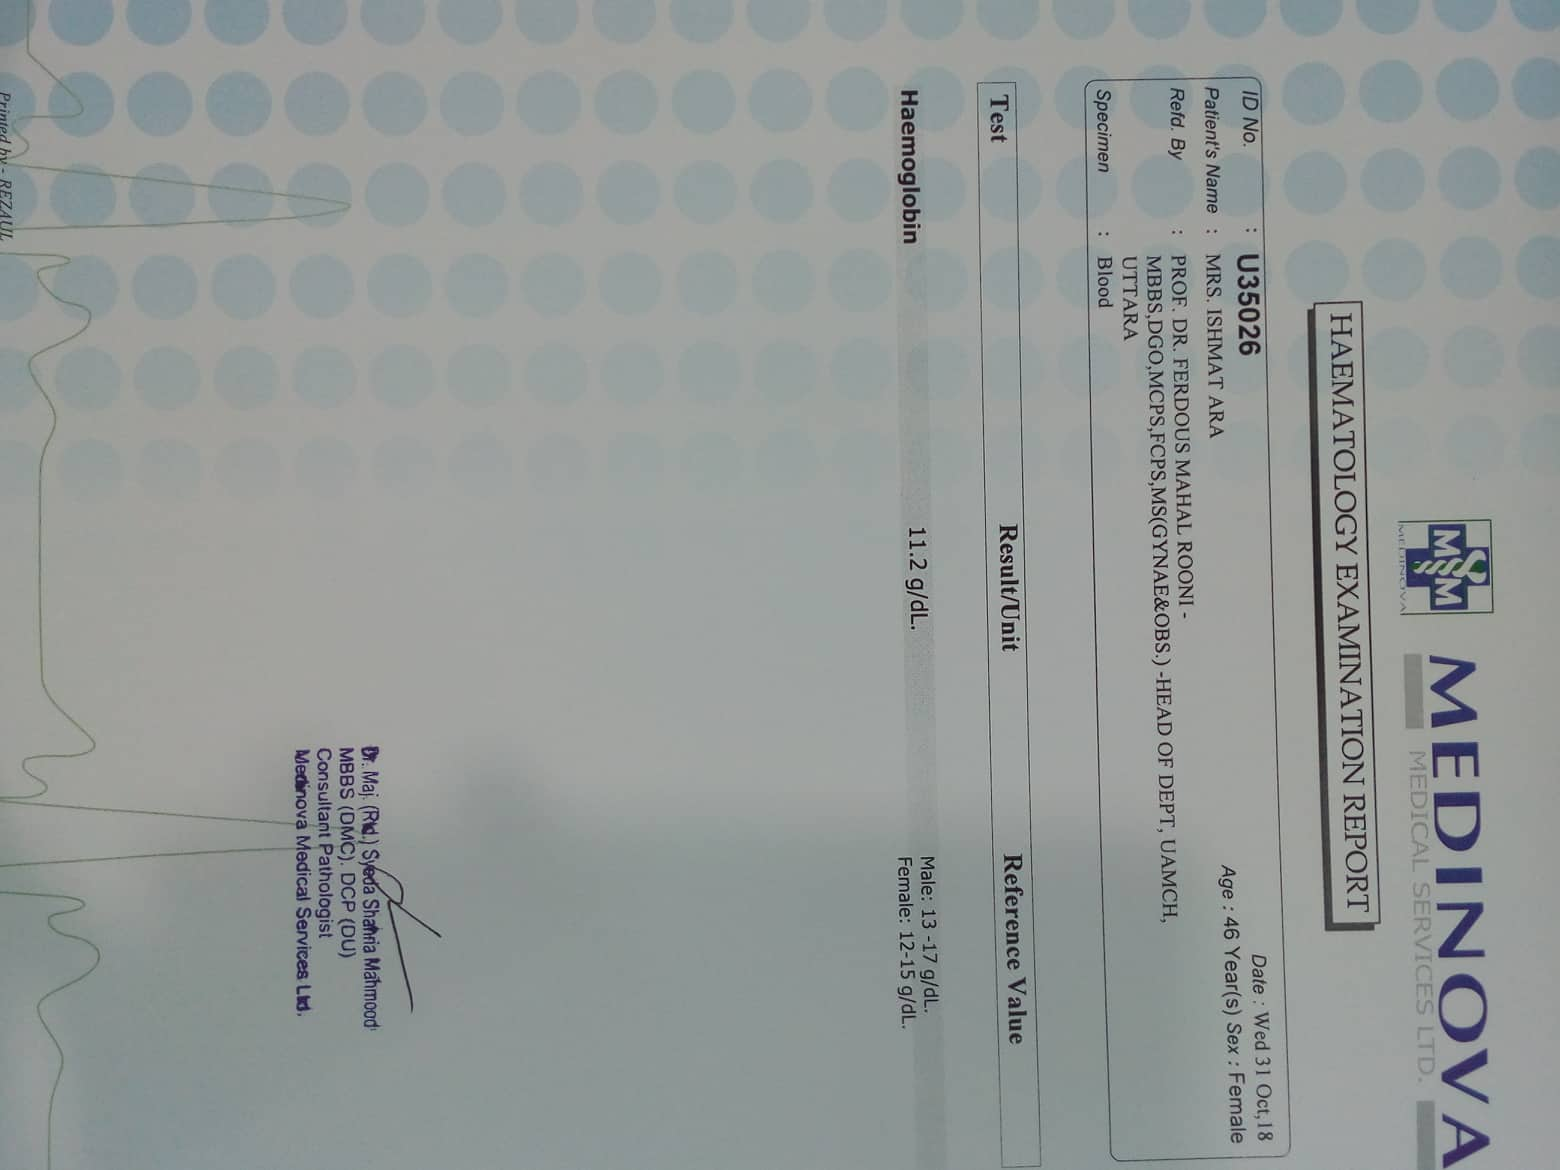 MSM
MEDINOVA
MEDINOVA
MEDICAL SERVICES LTD.
HAEMATOLOGY EXAMINATION REPORT
ID No. : U35026 Date : Wed 31 Oct,18
Patient's Name : MRS. ISHMAT ARA Age : 46 Year(s) Sex : Female
Refd. By : PROF. DR. FERDOUS MAHAL ROONI -
MBBS,DGO,MCPS,FCPS,MS(GYNAE&OBS.) -HEAD OF DEPT, UAMCH,
UTTARA
Specimen : Blood
Test Result/Unit Reference Value
Haemoglobin 11.2 g/dL. Male: 13 -17 g/dL.
Female: 12-15 g/dL.
Dr. Maj. (Rtd.) Syeda Shahria Mahmood
MBBS (DMC). DCP (DU)
Consultant Pathologist
Medinova Medical Services Ltd.
Printed by - REZAUL